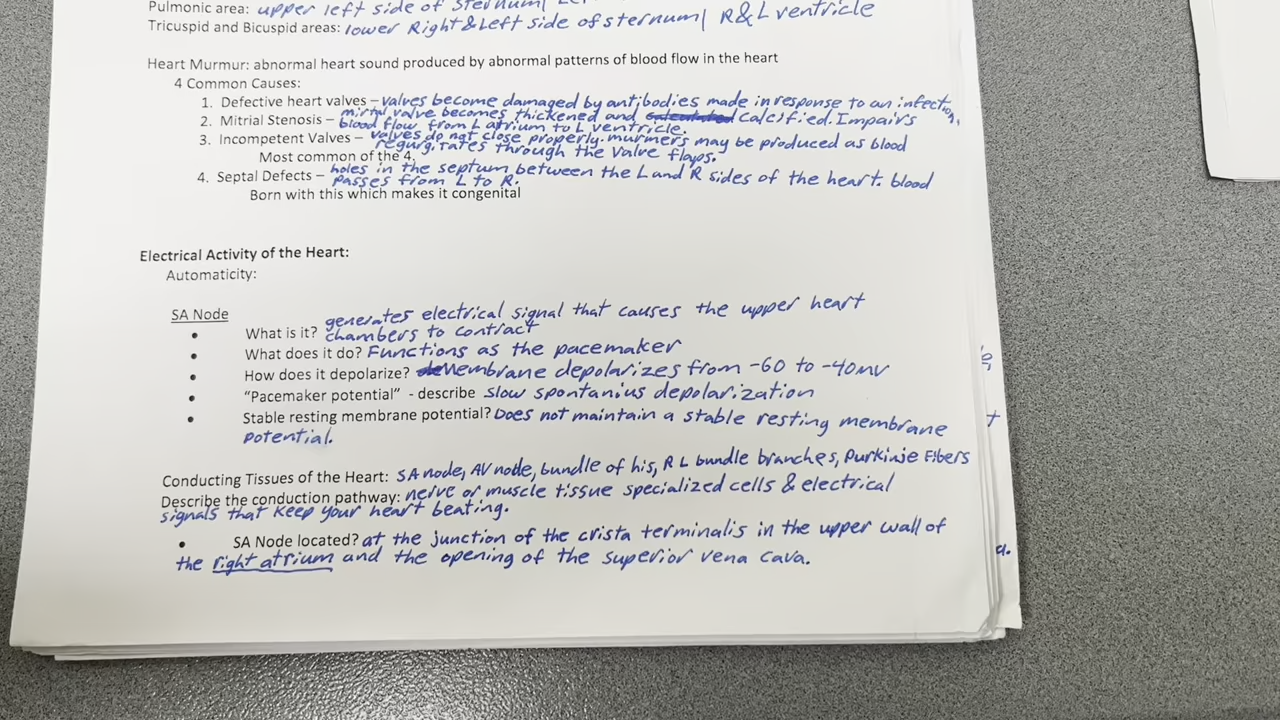 Pulmonic area: upper left side of sternum|
Tricuspid and Bicuspid areas: lower Right & Left side of sternum| R&L ventricle
Heart Murmur: abnormal heart sound produced by abnormal patterns of blood flow in the heart
4 Common Causes:
1. Defective heart valves – valves become damaged by antibodies made in response to an infection.
2. Mitrial Stenosis – mirtal valve becomes thickened and calcified. Impairs
blood flow from L atrium to L ventricle.
3. Incompetent Valves – valves do not close properly. murmers may be produced as blood
regurgitates through the valve flaps.
Most common of the 4.
4. Septal Defects – holes in the septum between the L and R sides of the heart. blood
passes from L to R.
Born with this which makes it congenital
Electrical Activity of the Heart:
Automaticity:
SA Node
• What is it? generates electrical signal that causes the upper heart
chambers to contract
• What does it do? Functions as the pacemaker
• How does it depolarize? Membrane depolarizes from -60 to -40mv
• "Pacemaker potential" - describe slow spontanius depolarization
• Stable resting membrane potential? Does not maintain a stable resting membrane
potential.
Conducting Tissues of the Heart: SA node, AV node, bundle of his, R L bundle branches, Purkinje Fibers
Describe the conduction pathway: nerve or muscle tissue specialized cells & electrical
signals that keep your heart beating.
• SA Node located? at the junction of the crista terminalis in the upper wall of
the right atrium and the opening of the superior vena cava.